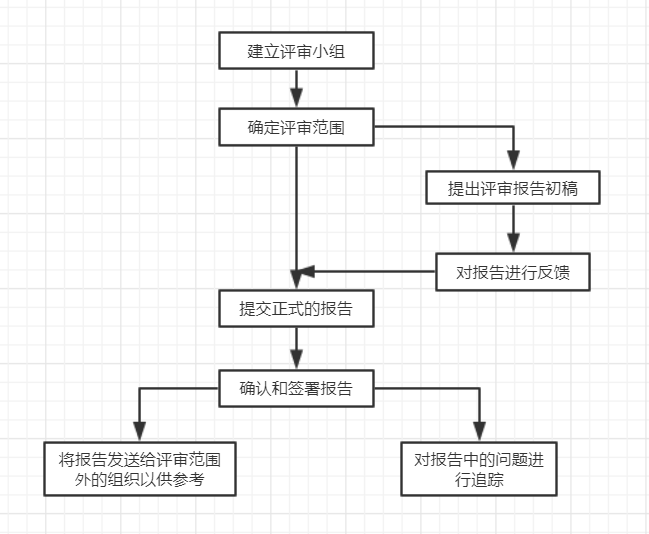 建立评审小组
确定评审范围
提出评审报告初稿
对报告进行反馈
提交正式的报告
确认和签署报告
将报告发送给评审范围
外的组织以供参考
对报告中的问题进
行追踪